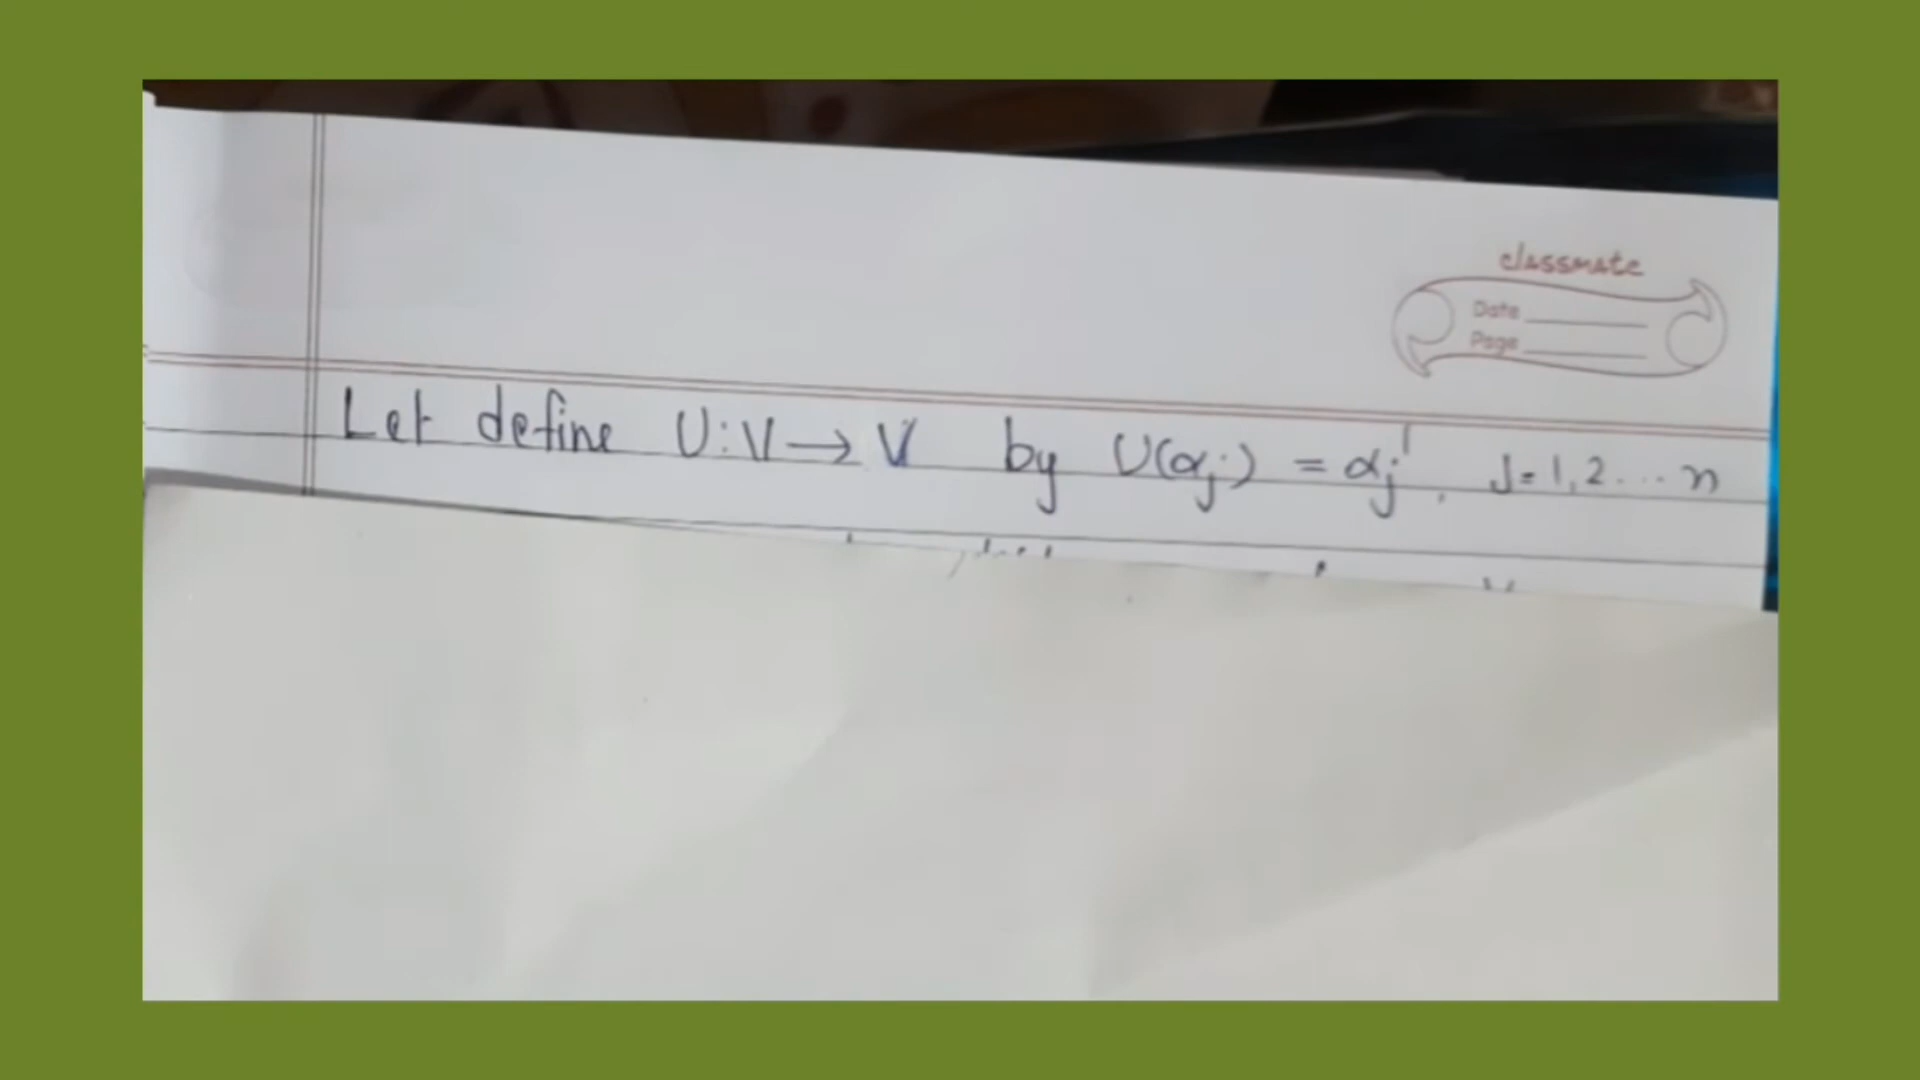 classmate
Date
Page
Let define U:V→V by U(αj) = αj', J=1,2...n